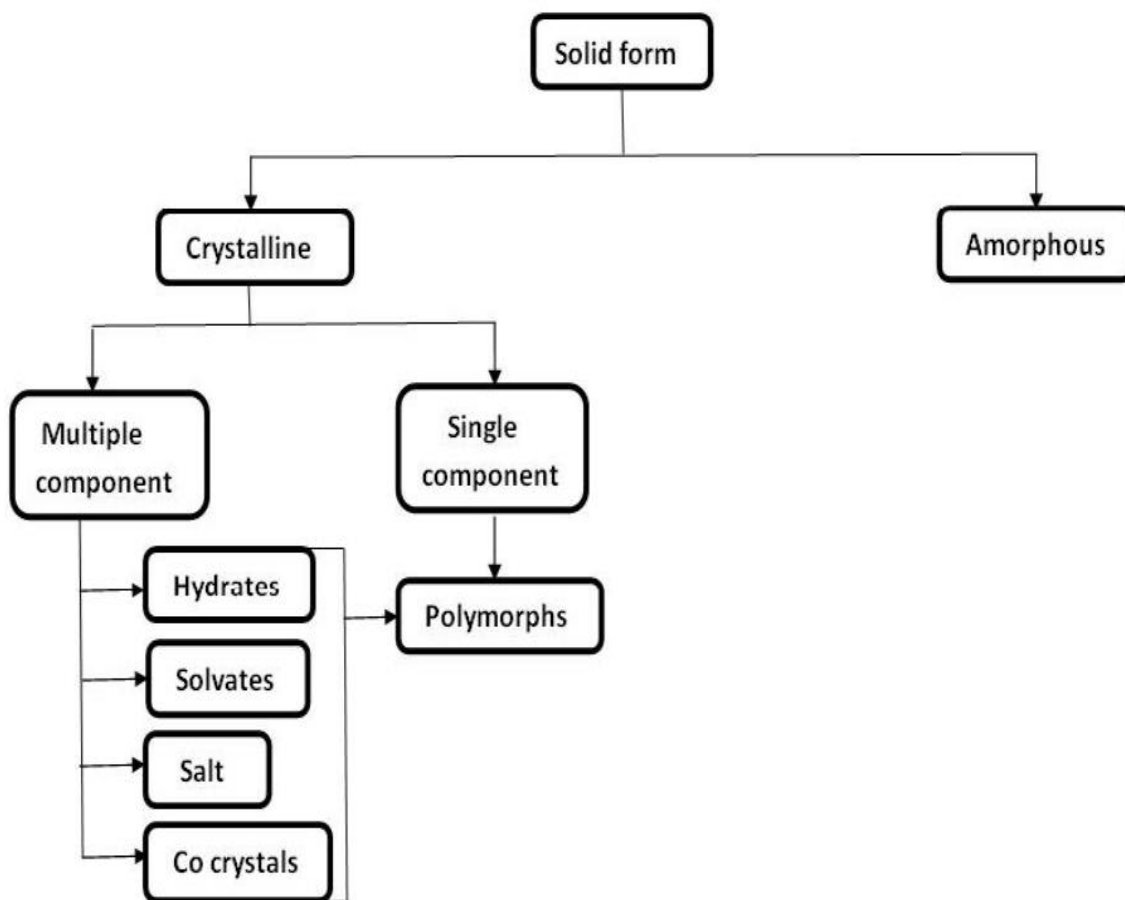 Solid form
Crystalline
Amorphous
Multiple
component
Single
component
Hydrates
Polymorphs
Solvates
Salt
Co crystals